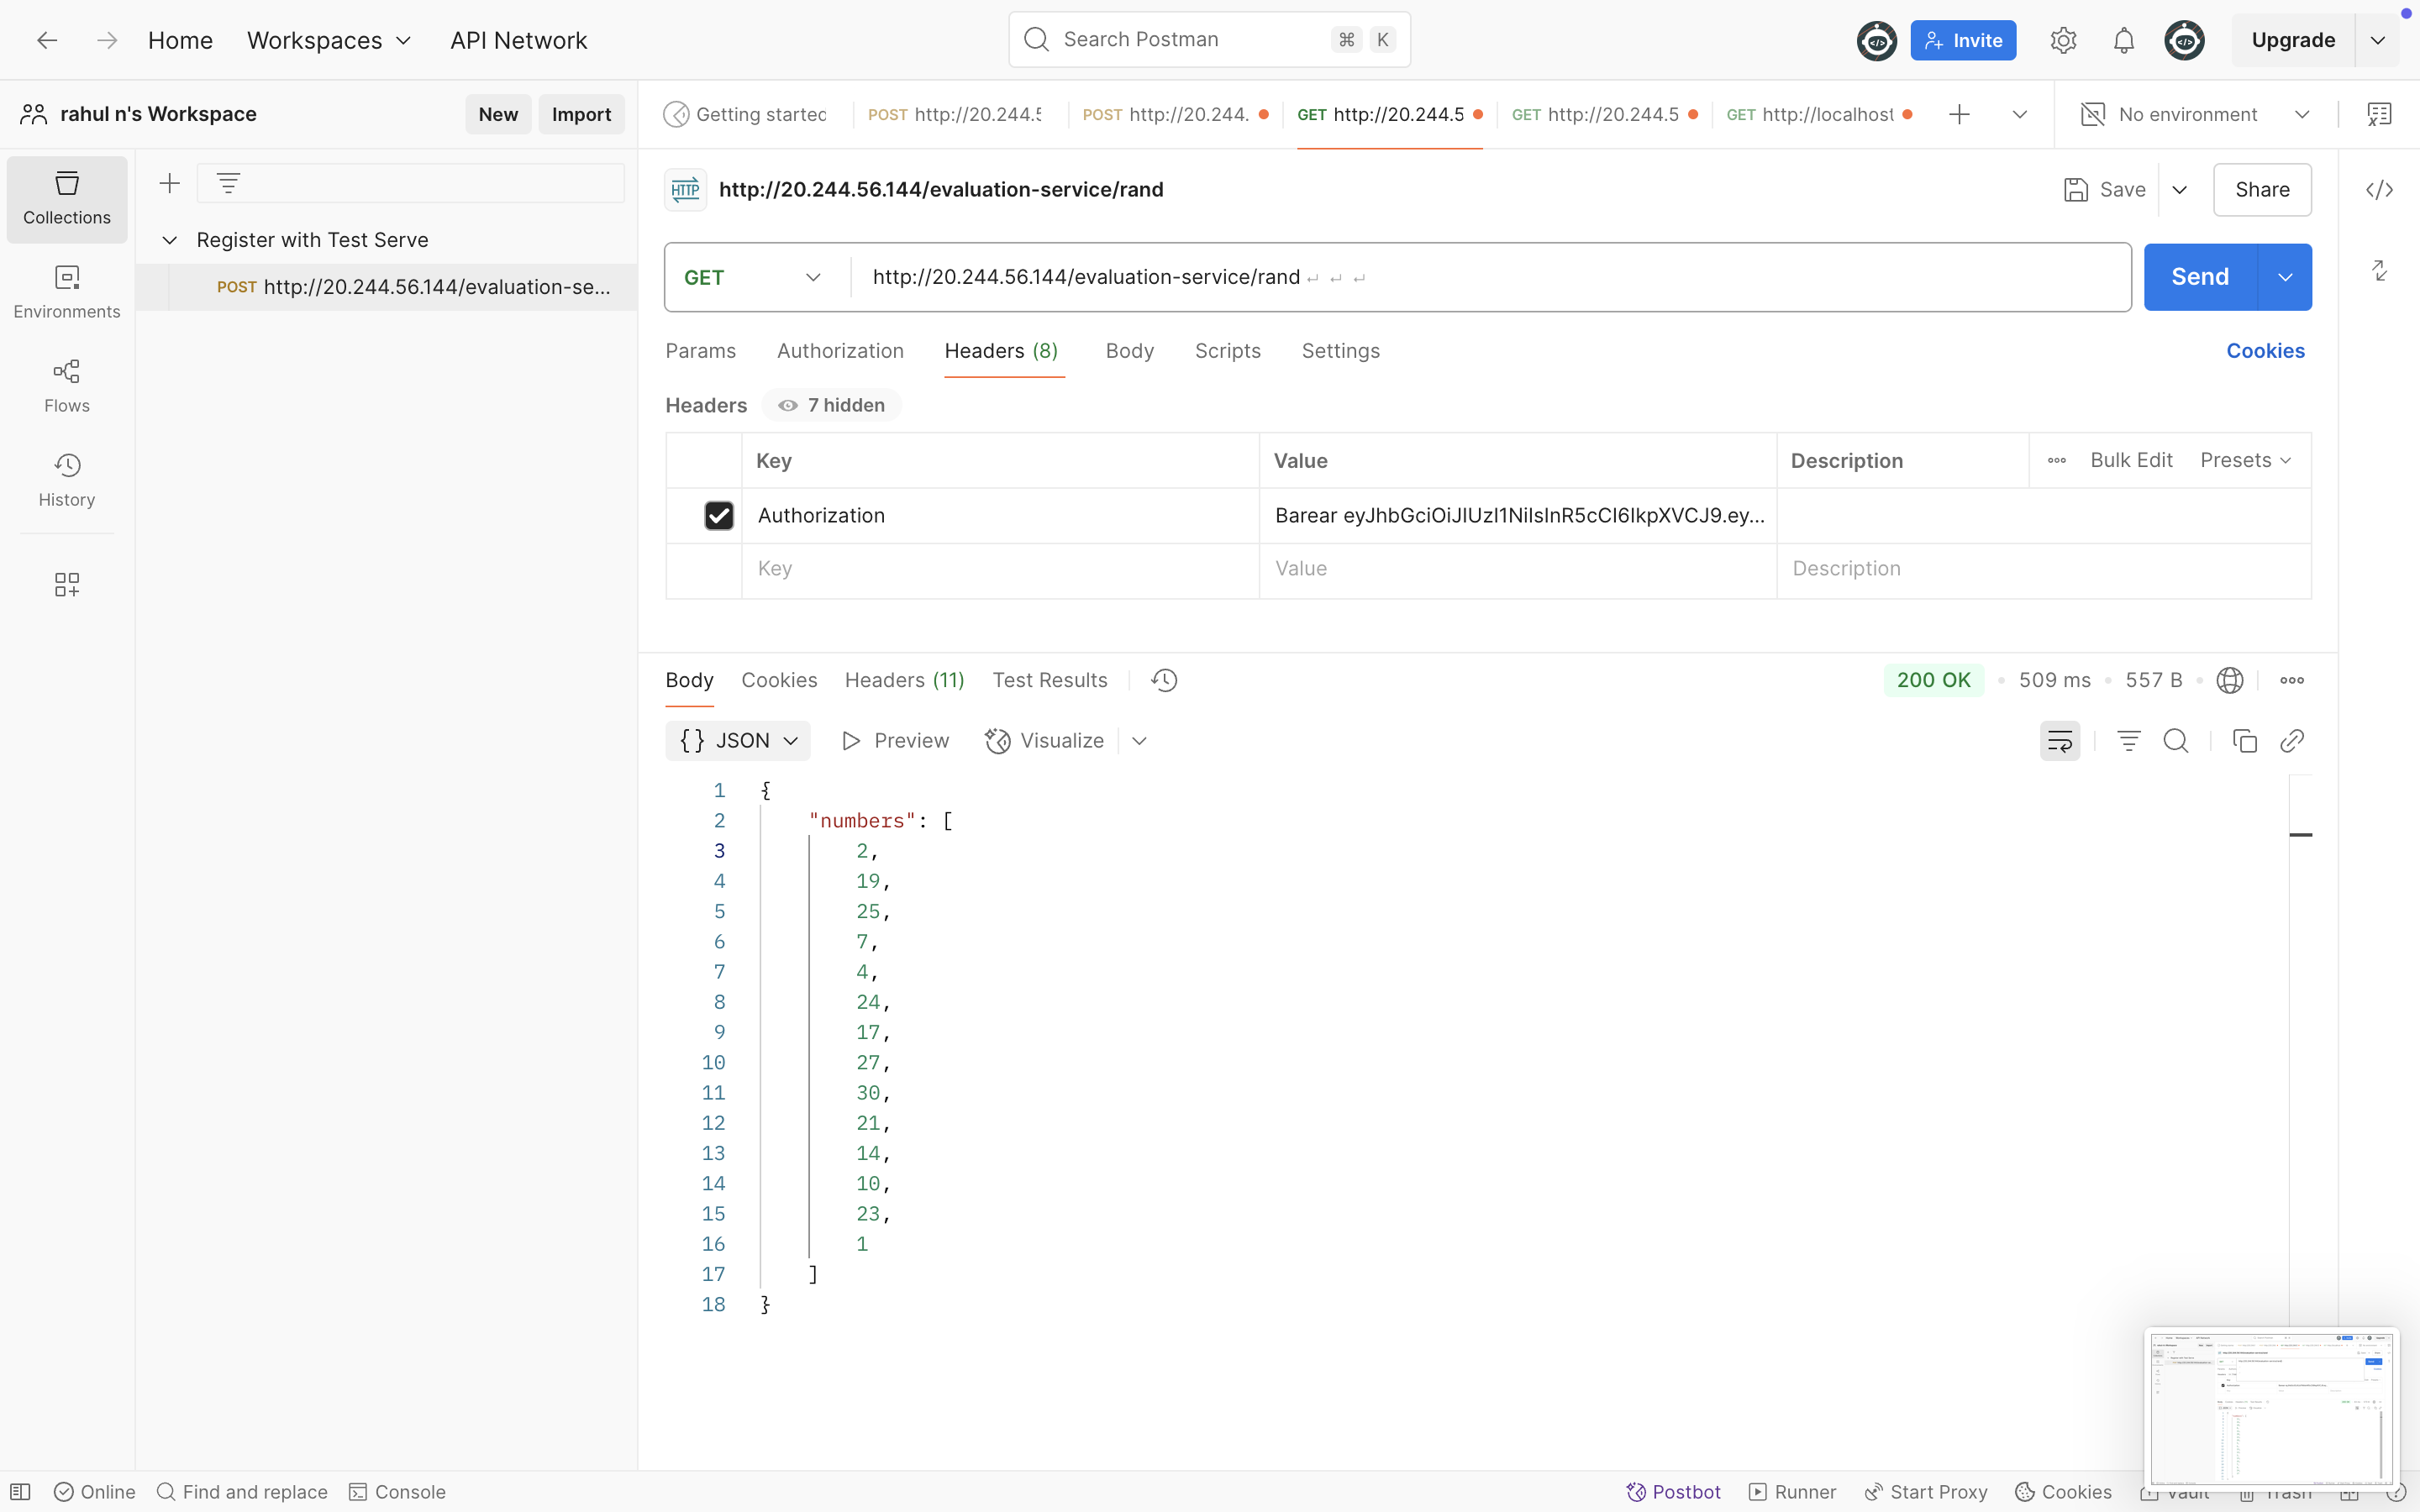 Home
Workspaces
API Network
Search Postman
⌘ K
Invite
Upgrade
rahul n's Workspace
New
Import
Getting started
POST http://20.244.5
POST http://20.244.
GET http://20.244.5
GET http://20.244.5
GET http://localhost
No environment
Collections
Environments
Flows
History
Register with Test Serve
POST http://20.244.56.144/evaluation-se...
HTTP http://20.244.56.144/evaluation-service/rand
Save
Share
GET
http://20.244.56.144/evaluation-service/rand
Send
Params
Authorization
Headers (8)
Body
Scripts
Settings
Cookies
Headers
7 hidden
Key
Value
Description
Bulk Edit
Presets
Authorization
Barear eyJhbGciOiJIUzI1NiIsInR5cCI6IkpXVCJ9.ey...
Key
Value
Description
Body
Cookies
Headers (11)
Test Results
200 OK
509 ms
557 B
{} JSON
Preview
Visualize
1 {
2 "numbers": [
3 2,
4 19,
5 25,
6 7,
7 4,
8 24,
9 17,
10 27,
11 30,
12 21,
13 14,
14 10,
15 23,
16 1
17 ]
18 }
Online
Find and replace
Console
Postbot
Runner
Start Proxy
Cookies
Vault
Trash